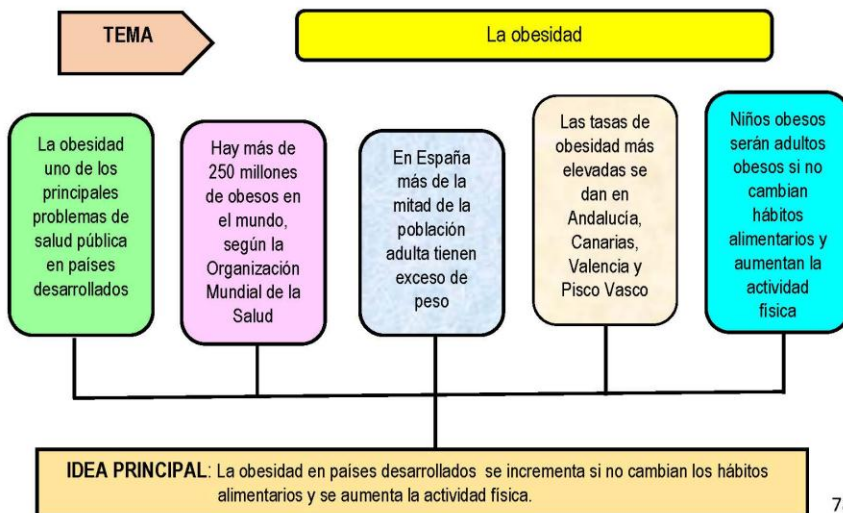 TEMA
La obesidad
La obesidad
uno de los
principales
problemas de
salud pública
en países
desarrollados
Hay más de
250 millones
de obesos en
el mundo,
según la
Organización
Mundial de la
Salud
En España
más de la
mitad de la
población
adulta tienen
exceso de
peso
Las tasas de
obesidad más
elevadas se
dan en
Andalucía,
Canarias,
Valencia y
Pisco Vasco
Niños obesos
serán adultos
obesos si no
cambian
hábitos
alimentarios y
aumentan la
actividad
física
IDEA PRINCIPAL: La obesidad en países desarrollados se incrementa si no cambian los hábitos
alimentarios y se aumenta la actividad física.